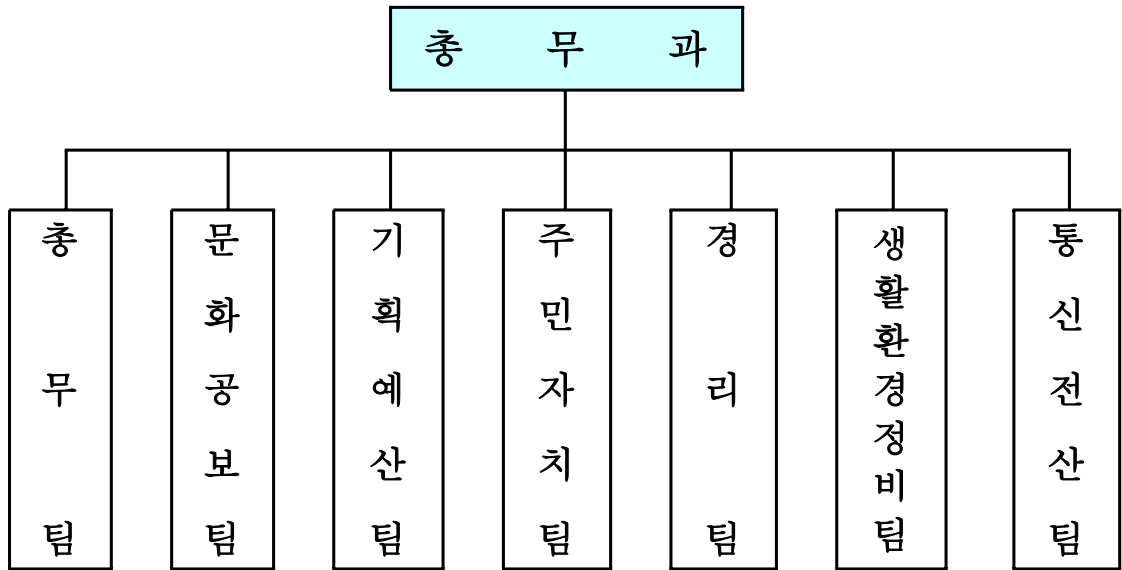 총 무 과
총무팀
문화공보팀
기획예산팀
주민자치팀
경리팀
생활환경정비팀
통신전산팀